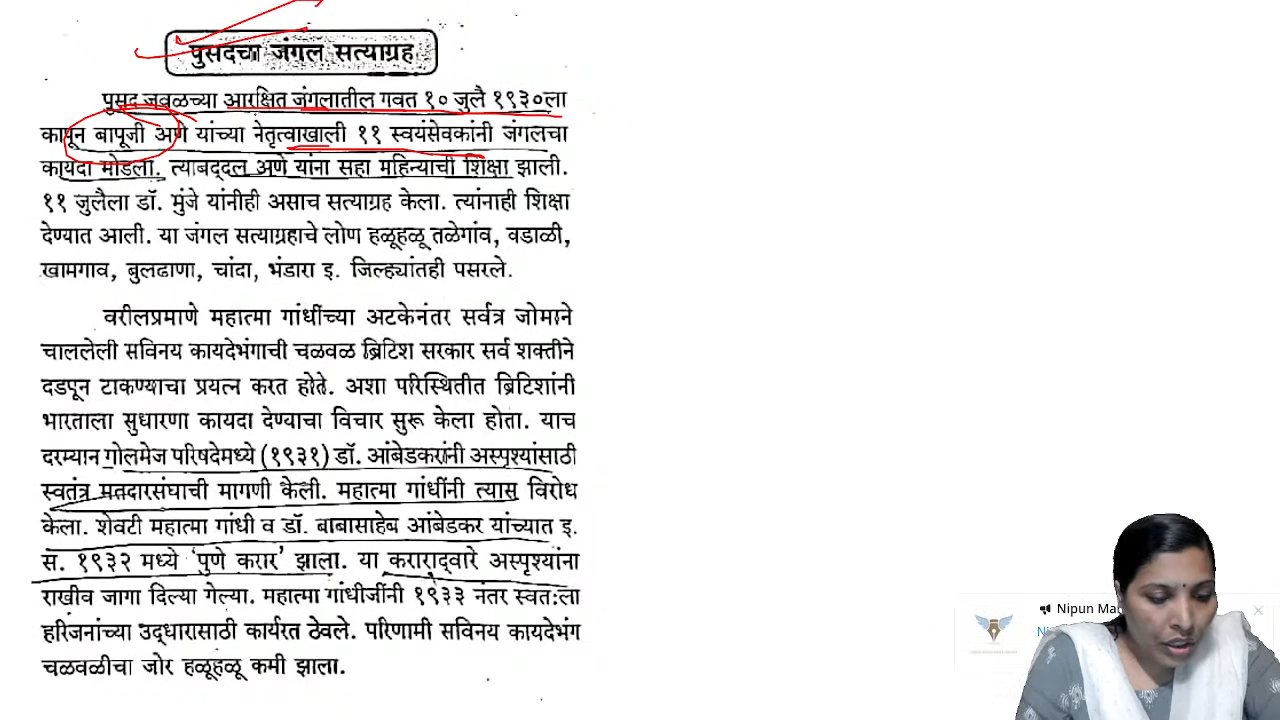 पुसदचा जंगल सत्याग्रह
पुसद जवळच्या आरक्षित जंगलातील गवत १० जुलै १९३०ला
कापून बापूजी अणे यांच्या नेतृत्वाखाली ११ स्वयंसेवकांनी जंगलचा
कायदा मोडला. त्याबद्दल अणे यांना सहा महिन्याची शिक्षा झाली.
११ जुलैला डॉ. मुंजे यांनीही असाच सत्याग्रह केला. त्यांनाही शिक्षा
देण्यात आली. या जंगल सत्याग्रहाचे लोण हळूहळू तळेगांव, वडाळी,
खामगाव, बुलढाणा, चांदा, भंडारा इ. जिल्ह्यांतही पसरले.
वरीलप्रमाणे महात्मा गांधींच्या अटकेनंतर सर्वत्र जोमाने
चाललेली सविनय कायदेभंगाची चळवळ ब्रिटिश सरकार सर्व शक्तीने
दडपून टाकण्याचा प्रयत्न करत होते. अशा परिस्थितीत ब्रिटिशांनी
भारताला सुधारणा कायदा देण्याचा विचार सुरू केला होता. याच
दरम्यान गोलमेज परिषदेमध्ये (१९३१) डॉ. आंबेडकरांनी अस्पृश्यांसाठी
स्वतंत्र मतदारसंघाची मागणी केली. महात्मा गांधींनी त्यास विरोध
केला. शेवटी महात्मा गांधी व डॉ. बाबासाहेब आंबेडकर यांच्यात इ.
स. १९३२ मध्ये 'पुणे करार' झाला. या कराराद्वारे अस्पृश्यांना
राखीव जागा दिल्या गेल्या. महात्मा गांधीजींनी १९३३ नंतर स्वतःला
हरिजनांच्या उद्धारासाठी कार्यरत ठेवले. परिणामी सविनय कायदेभंग
चळवळीचा जोर हळूहळू कमी झाला.
Nipun